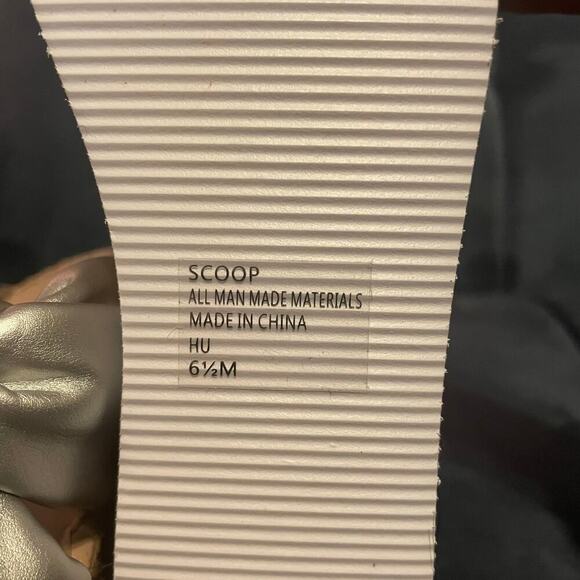 SCOOP
ALL MAN MADE MATERIALS
MADE IN CHINA
HU
6½M